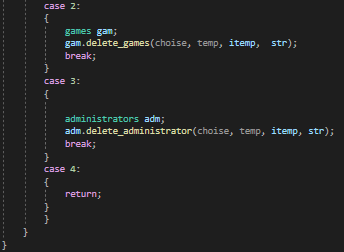 case 2:
{
games gam;
gam.delete_games(choise, temp, itemp,  str);
break;
}
case 3:
{
administrators adm;
adm.delete_administrator(choise, temp, itemp, str);
break;
}
case 4:
{
return;
}
}
}
}